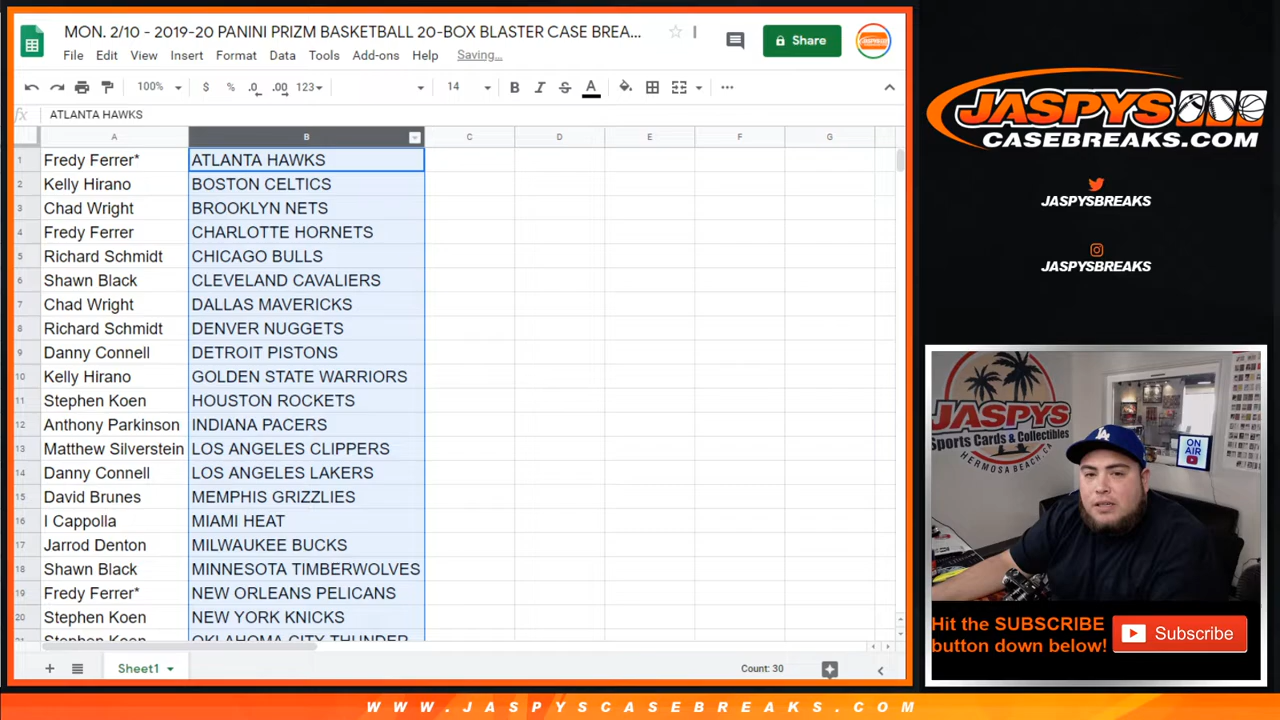 MON. 2/10 - 2019-20 PANINI PRIZM BASKETBALL 20-BOX BLASTER CASE BREA...
Share
File Edit View Insert Format Data Tools Add-ons Help Saving...
100% $ % .0 .00 123 14 B I S A
fx ATLANTA HAWKS
A B C D E F G
1 Fredy Ferrer* ATLANTA HAWKS
2 Kelly Hirano BOSTON CELTICS
3 Chad Wright BROOKLYN NETS
4 Fredy Ferrer CHARLOTTE HORNETS
5 Richard Schmidt CHICAGO BULLS
6 Shawn Black CLEVELAND CAVALIERS
7 Chad Wright DALLAS MAVERICKS
8 Richard Schmidt DENVER NUGGETS
9 Danny Connell DETROIT PISTONS
10 Kelly Hirano GOLDEN STATE WARRIORS
11 Stephen Koen HOUSTON ROCKETS
12 Anthony Parkinson INDIANA PACERS
13 Matthew Silverstein LOS ANGELES CLIPPERS
14 Danny Connell LOS ANGELES LAKERS
15 David Brunes MEMPHIS GRIZZLIES
16 I Cappolla MIAMI HEAT
17 Jarrod Denton MILWAUKEE BUCKS
18 Shawn Black MINNESOTA TIMBERWOLVES
19 Fredy Ferrer* NEW ORLEANS PELICANS
20 Stephen Koen NEW YORK KNICKS
21 Stephen Koen OKLAHOMA CITY THUNDER
Sheet1
Count: 30
JASPYS
CASEBREAKS.COM
JASPYSBREAKS
JASPYSBREAKS
JASPYS
Sports Cards & Collectibles
HERMOSA BEACH, CA
ON
AIR
LA
Hit the SUBSCRIBE
button down below!
Subscribe
WWW.JASPYSCASEBREAKS.COM